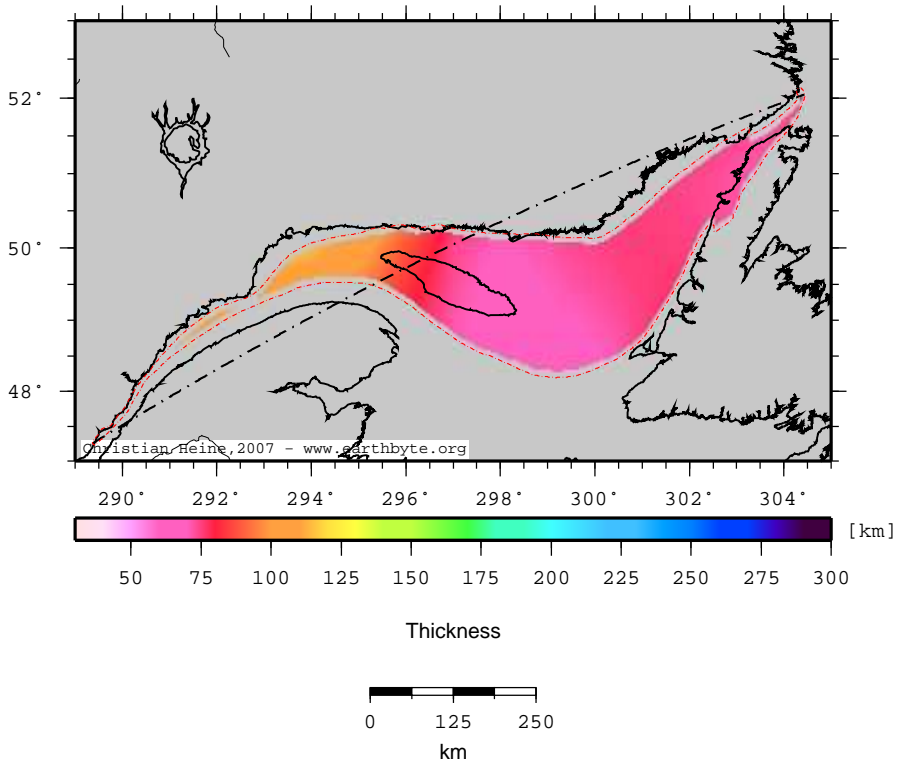 52°
50°
48°
Christian Heine,2007 - www.earthbyte.org
290° 292° 294° 296° 298° 300° 302° 304°
[km]
50 75 100 125 150 175 200 225 250 275 300
Thickness
0 125 250
km